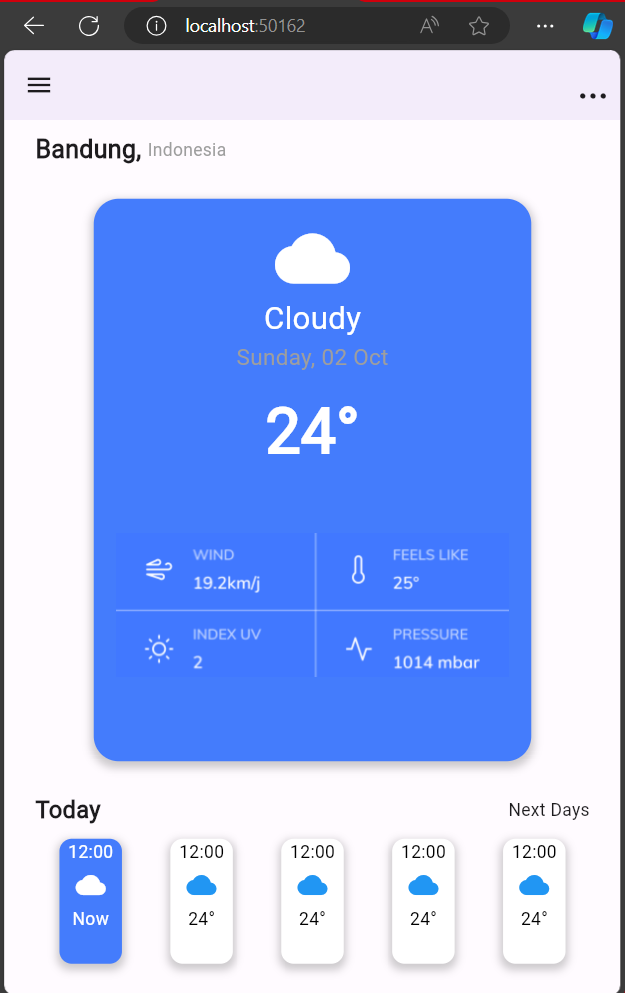 localhost:50162
Bandung, Indonesia
Cloudy
Sunday, 02 Oct
24°
WIND FEELS LIKE
19.2km/j 25°
INDEX UV PRESSURE
2 1014 mbar
Today Next Days
12:00 12:00 12:00 12:00 12:00
Now 24° 24° 24° 24°